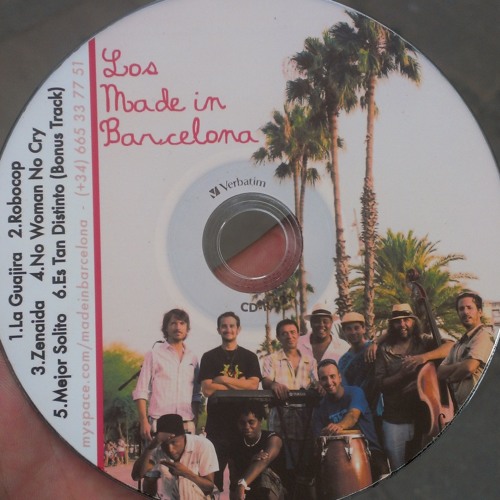 Los
Made in
Barcelona
Verbatim
CD-R
1.La Guajira 2.Robocop
3.Zenaida 4.No Woman No Cry
5.Mejor Solito 6.Es Tan Distinto (Bonus Track)
myspace.com/madeinbarcelona - (+34) 665 33 77 51